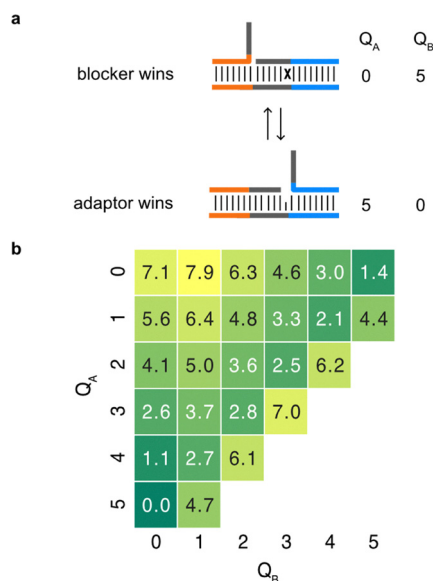 a
Q_A Q_B
blocker wins 0 5
x
adaptor wins 5 0
b
0 7.1 7.9 6.3 4.6 3.0 1.4
1 5.6 6.4 4.8 3.3 2.1 4.4
2 4.1 5.0 3.6 2.5 6.2
Q_A
3 2.6 3.7 2.8 7.0
4 1.1 2.7 6.1
5 0.0 4.7
0 1 2 3 4 5
Q_B